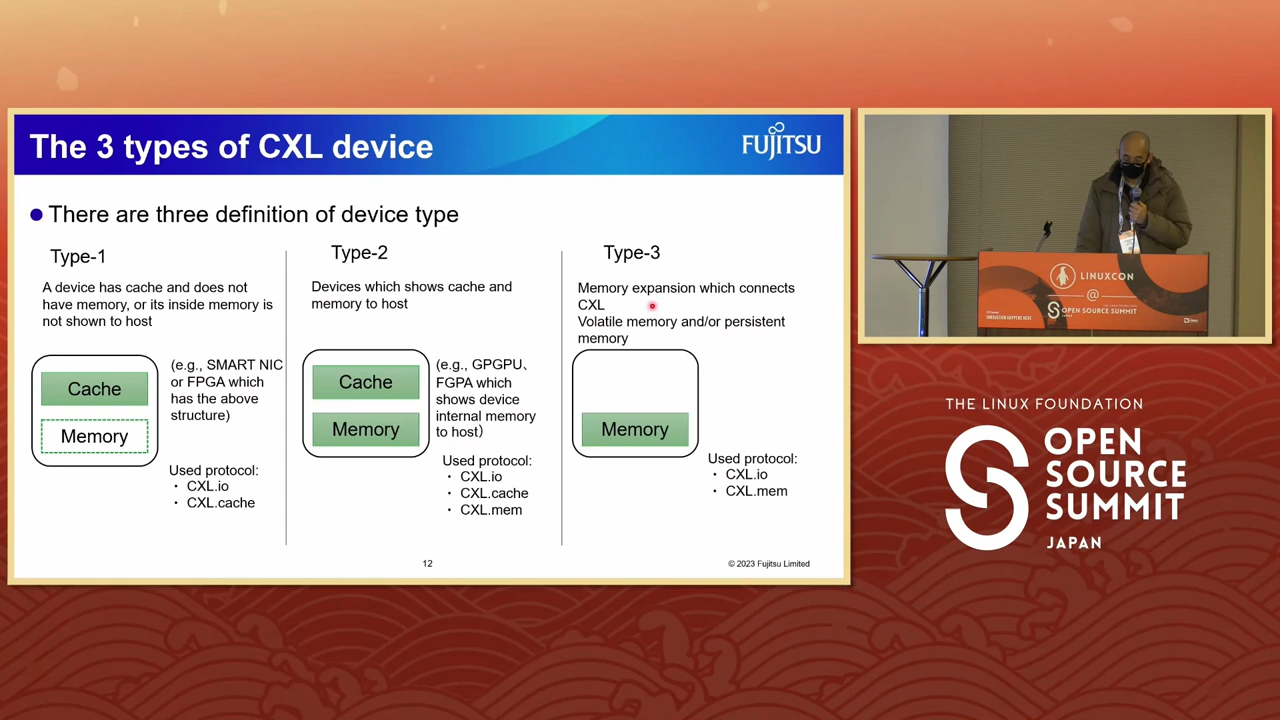 The 3 types of CXL device
FUJITSU
There are three definition of device type
Type-1
A device has cache and does not
have memory, or its inside memory is
not shown to host
Cache
Memory
(e.g., SMART NIC
or FPGA which
has the above
structure)
Used protocol:
・ CXL.io
・ CXL.cache
Type-2
Devices which shows cache and
memory to host
Cache
Memory
(e.g., GPGPU、
FGPA which
shows device
internal memory
to host）
Used protocol:
・ CXL.io
・ CXL.cache
・ CXL.mem
Type-3
Memory expansion which connects
CXL
Volatile memory and/or persistent
memory
Memory
Used protocol:
・ CXL.io
・ CXL.mem
12
© 2023 Fujitsu Limited
LINUXCON
@
OPEN SOURCE SUMMIT
INNOVATION HAPPENS HERE
THE LINUX FOUNDATION
OPEN
SOURCE
SUMMIT
JAPAN